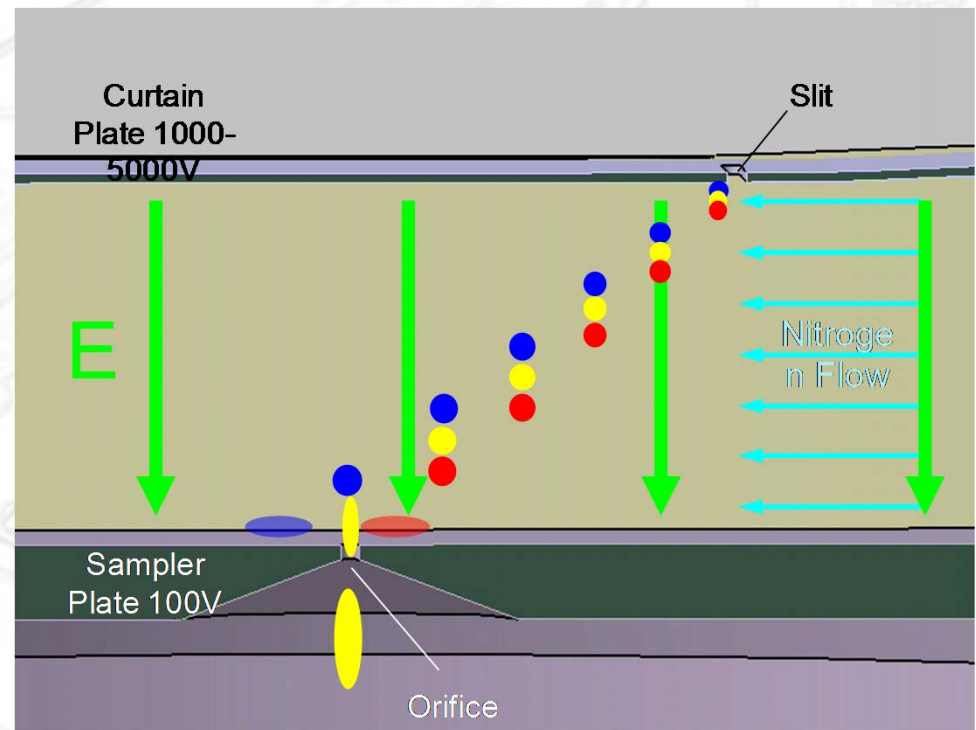 Curtain
Plate 1000-
5000V
Slit
E
Nitroge
n Flow
Sampler
Plate 100V
Orifice